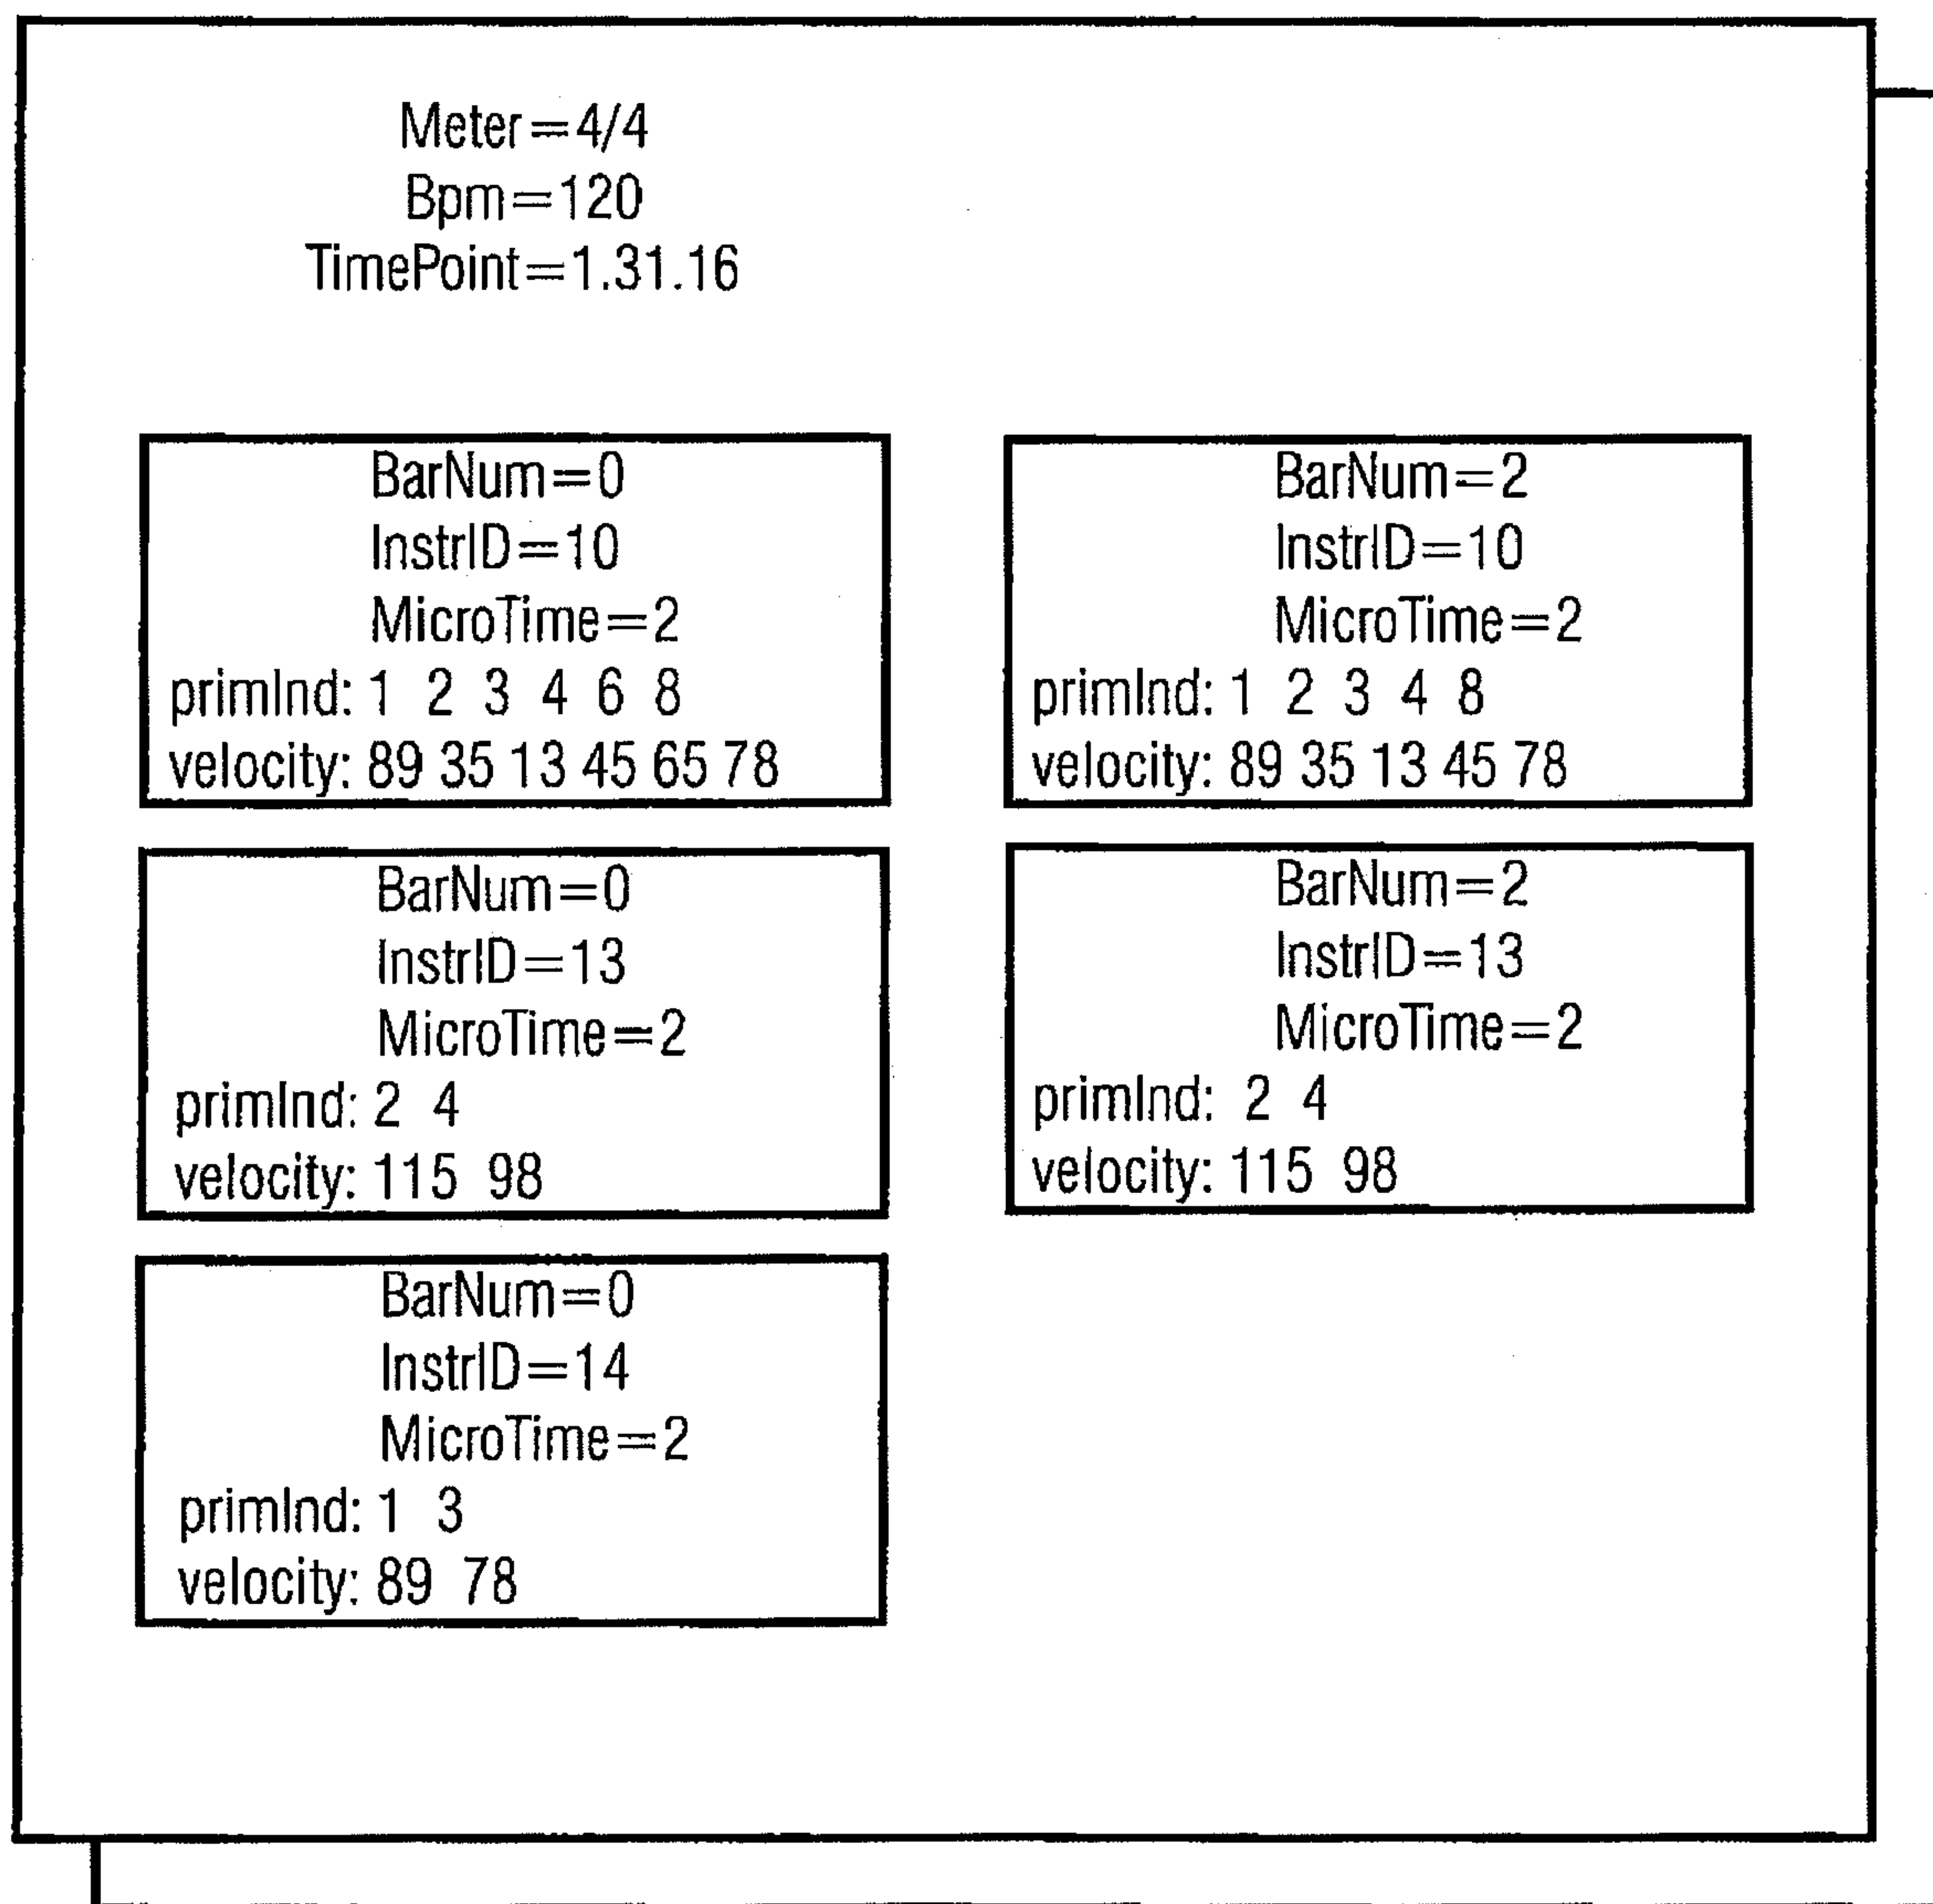 Meter=4/4
Bpm=120
TimePoint=1.31.16
BarNum=0
InstrID=10
MicroTime=2
primInd: 1 2 3 4 6 8
velocity: 89 35 13 45 65 78
BarNum=2
InstrID=10
MicroTime=2
primInd: 1 2 3 4 8
velocity: 89 35 13 45 78
BarNum=0
InstrID=13
MicroTime=2
primInd: 2 4
velocity: 115 98
BarNum=2
InstrID=13
MicroTime=2
primInd: 2 4
velocity: 115 98
BarNum=0
InstrID=14
MicroTime=2
primInd: 1 3
velocity: 89 78